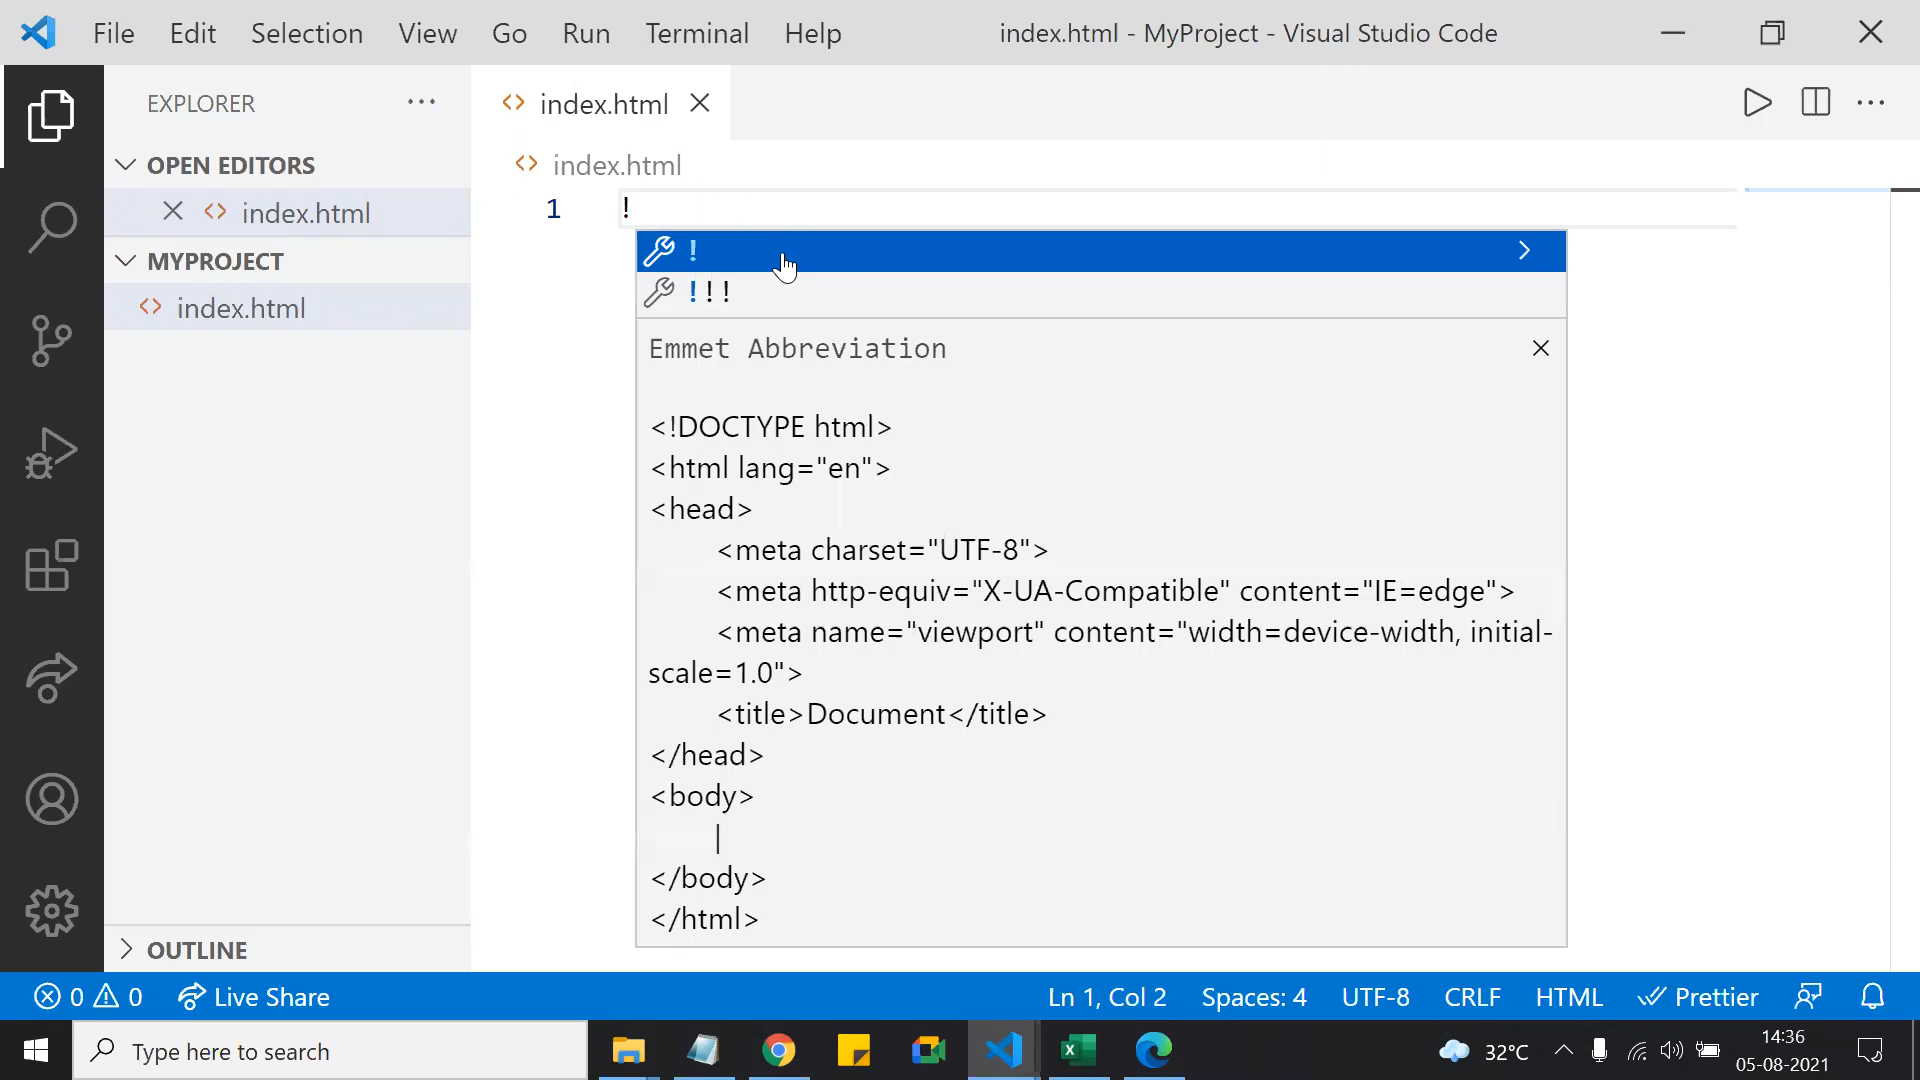 File Edit Selection View Go Run Terminal Help index.html - MyProject - Visual Studio Code
EXPLORER
OPEN EDITORS
index.html
MYPROJECT
index.html
OUTLINE
index.html
index.html
1 !
!
!!!
Emmet Abbreviation
<!DOCTYPE html>
<html lang="en">
<head>
<meta charset="UTF-8">
<meta http-equiv="X-UA-Compatible" content="IE=edge">
<meta name="viewport" content="width=device-width, initial-
scale=1.0">
<title>Document</title>
</head>
<body>
|
</body>
</html>
0 0 Live Share Ln 1, Col 2 Spaces: 4 UTF-8 CRLF HTML Prettier
Type here to search 32°C 14:36
05-08-2021